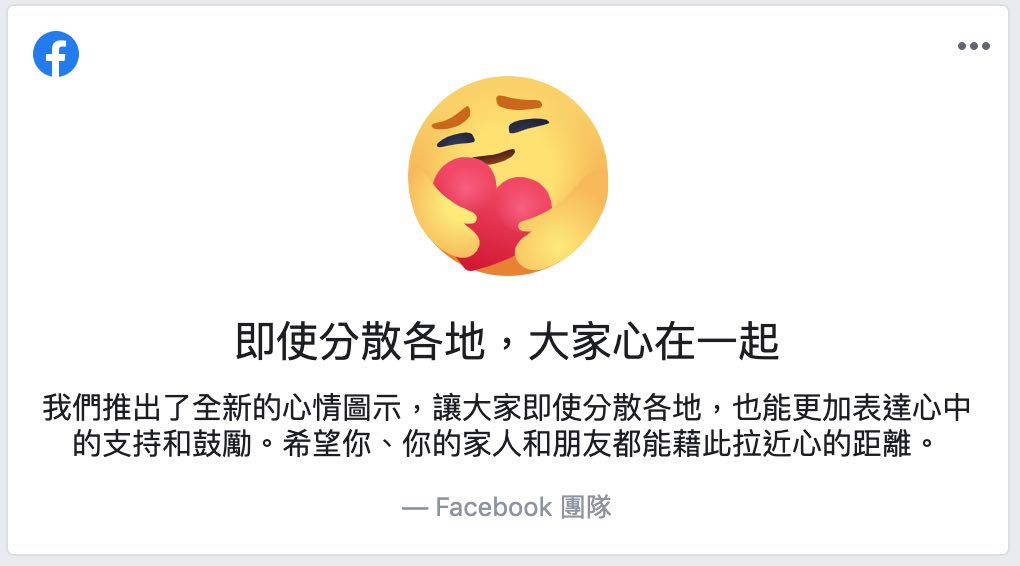 即使分散各地，大家心在一起
我們推出了全新的心情圖示，讓大家即使分散各地，也能更加表達心中
的支持和鼓勵。希望你、你的家人和朋友都能藉此拉近心的距離。
— Facebook 團隊